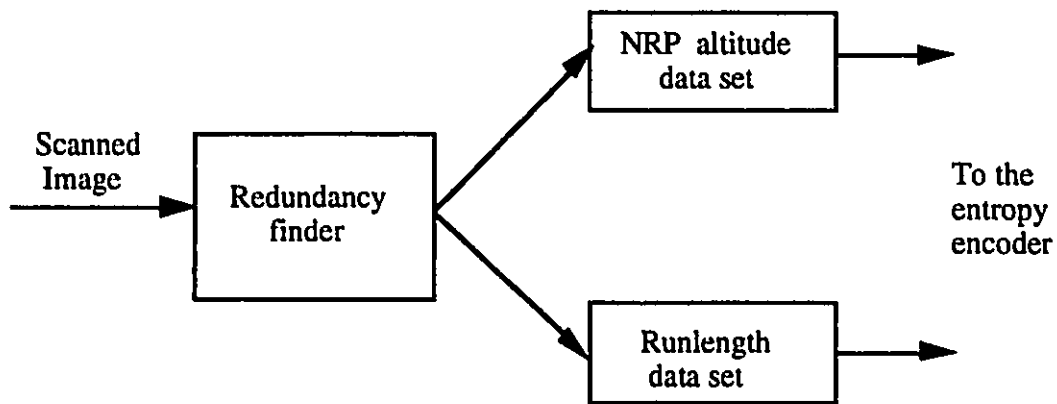 Scanned
Image
Redundancy
finder
NRP altitude
data set
Runlength
data set
To the
entropy
encoder